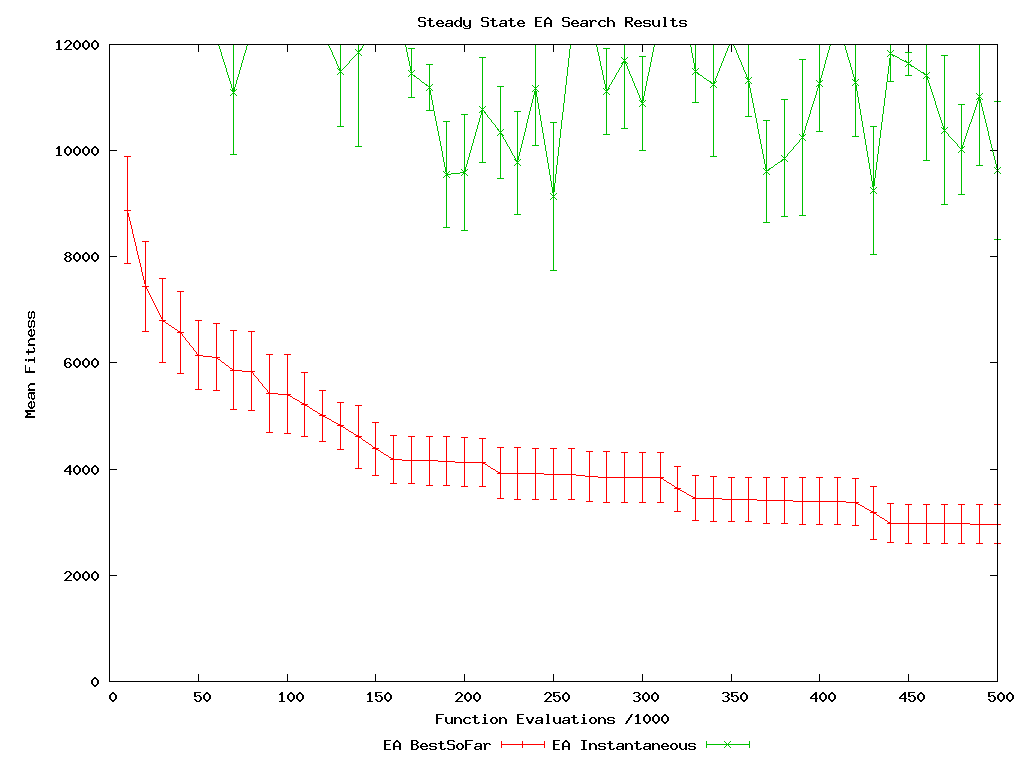 Steady State EA Search Results
12000
10000
8000
6000
4000
2000
0
Mean Fitness
0 50 100 150 200 250 300 350 400 450 500
Function Evaluations /1000
EA BestSoFar EA Instantaneous